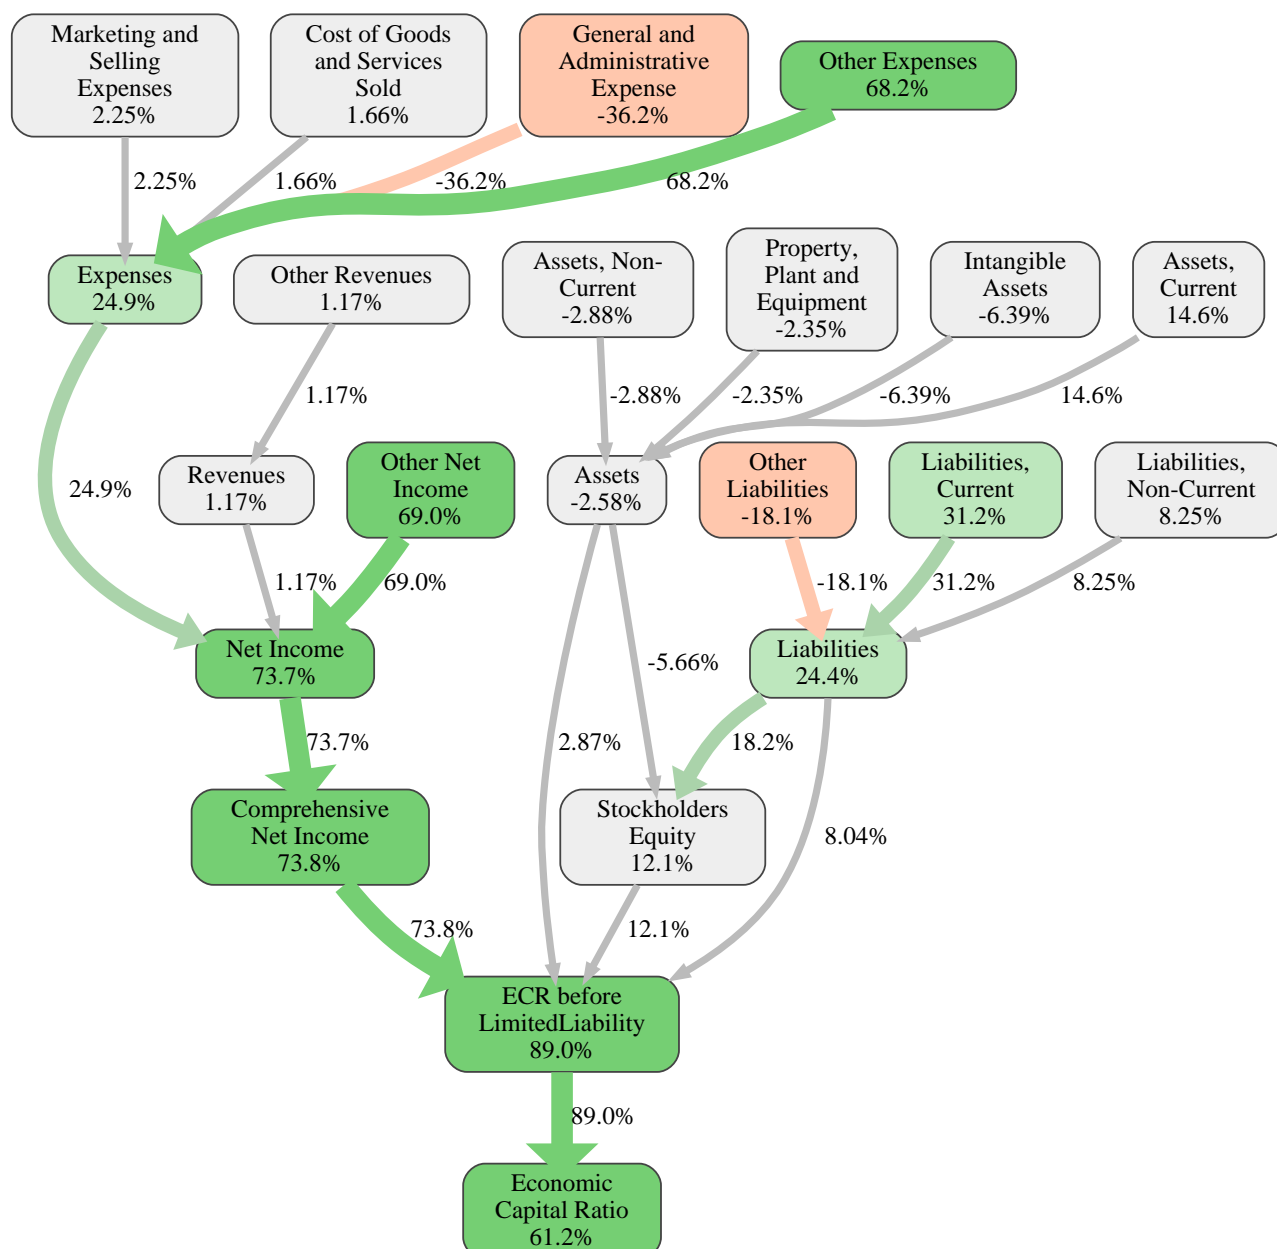 Marketing and
Selling
Expenses
2.25%
Cost of Goods
and Services
Sold
1.66%
General and
Administrative
Expense
-36.2%
Other Expenses
68.2%
2.25%
1.66%
-36.2%
68.2%
Expenses
24.9%
Other Revenues
1.17%
Assets, Non-
Current
-2.88%
Property,
Plant and
Equipment
-2.35%
Intangible
Assets
-6.39%
Assets,
Current
14.6%
1.17%
-2.88%
-2.35%
-6.39%
14.6%
24.9%
Revenues
1.17%
Other Net
Income
69.0%
Assets
-2.58%
Other
Liabilities
-18.1%
Liabilities,
Current
31.2%
Liabilities,
Non-Current
8.25%
1.17%
69.0%
-18.1%
31.2%
8.25%
Net Income
73.7%
-5.66%
Liabilities
24.4%
73.7%
2.87%
18.2%
Comprehensive
Net Income
73.8%
Stockholders
Equity
12.1%
8.04%
73.8%
12.1%
ECR before
LimitedLiability
89.0%
89.0%
Economic
Capital Ratio
61.2%